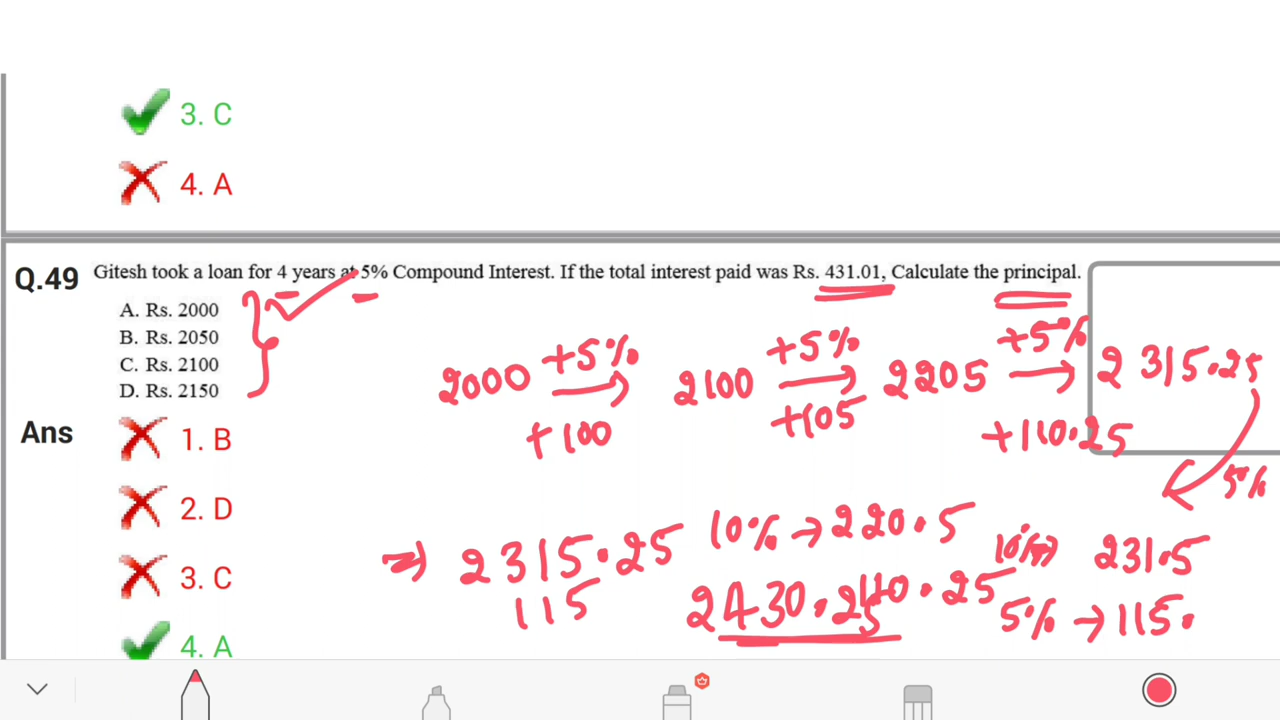 3. C
4. A
Q.49 Gitesh took a loan for 4 years at 5% Compound Interest. If the total interest paid was Rs. 431.01, Calculate the principal.
A. Rs. 2000
B. Rs. 2050
C. Rs. 2100
D. Rs. 2150
2000 +5% → +100 2100 +5% → +105 2205 +5% → +110.25 2315.25
5%
Ans
1. B
2. D
3. C
4. A
⇒ 2315.25 10% → 220.5 231.5
115 2430.25 110.25 5% → 115.